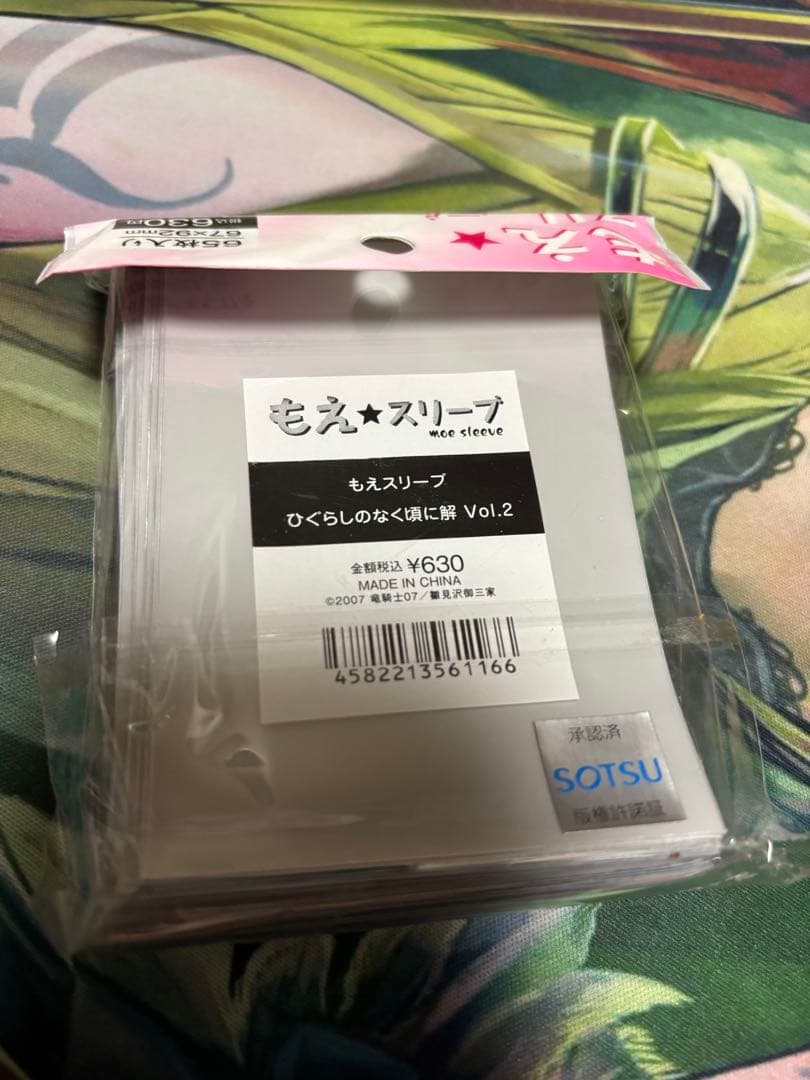 65枚入り
67×92mm
税込630円
もえ★スリーブ
moe sleeve
もえスリーブ
ひぐらしのなく頃に解 Vol.2
金額税込 ¥630
MADE IN CHINA
©2007 竜騎士07／雛見沢御三家
4582213561166
承認済
SOTSU
版権許諾証